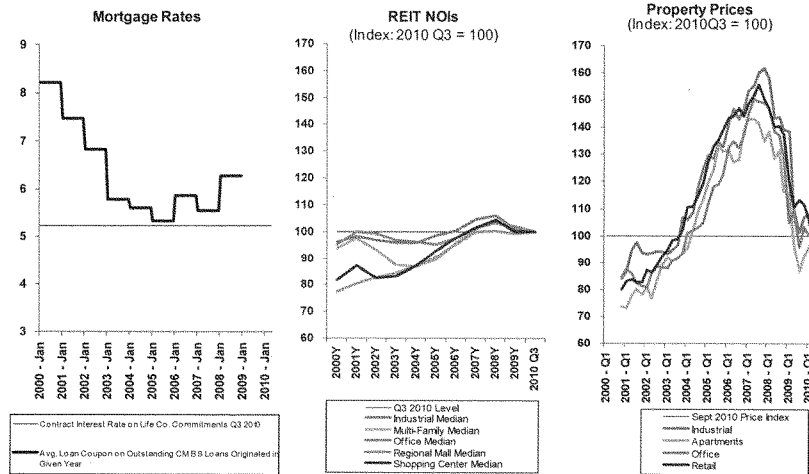 Mortgage Rates
9
8
7
6
5
4
3
2000 - Jan
2001 - Jan
2002 - Jan
2003 - Jan
2004 - Jan
2005 - Jan
2006 - Jan
2007 - Jan
2008 - Jan
2009 - Jan
2010 - Jan
Contract Interest Rate on Life Co. Commitments Q3 2010
Avg. Loan Coupon on Outstanding CMBS Loans Originated in
Given Year
REIT NOIs
(Index: 2010 Q3 = 100)
170
160
150
140
130
120
110
100
90
80
70
60
2000Y
2001Y
2002Y
2003Y
2004Y
2005Y
2006Y
2007Y
2008Y
2009Y
2010 Q3
Q3 2010 Level
Industrial Median
Multi-Family Median
Office Median
Regional Mall Median
Shopping Center Median
Property Prices
(Index: 2010Q3 = 100)
170
160
150
140
130
120
110
100
90
80
70
60
2000 - Q1
2001 - Q1
2002 - Q1
2003 - Q1
2004 - Q1
2005 - Q1
2006 - Q1
2007 - Q1
2008 - Q1
2009 - Q1
2010 - Q1
Sept 2010 Price Index
Industrial
Apartments
Office
Retail